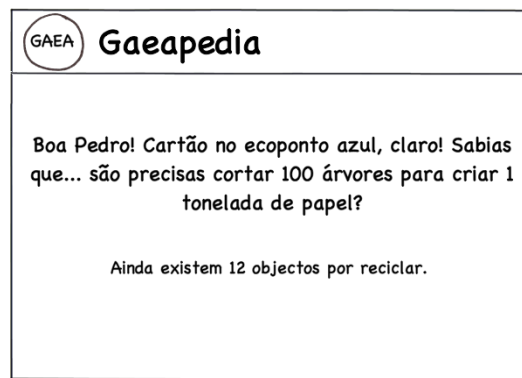 GAEA
Gaeapedia
Boa Pedro! Cartão no ecoponto azul, claro! Sabias
que... são precisas cortar 100 árvores para criar 1
tonelada de papel?
Ainda existem 12 objectos por reciclar.